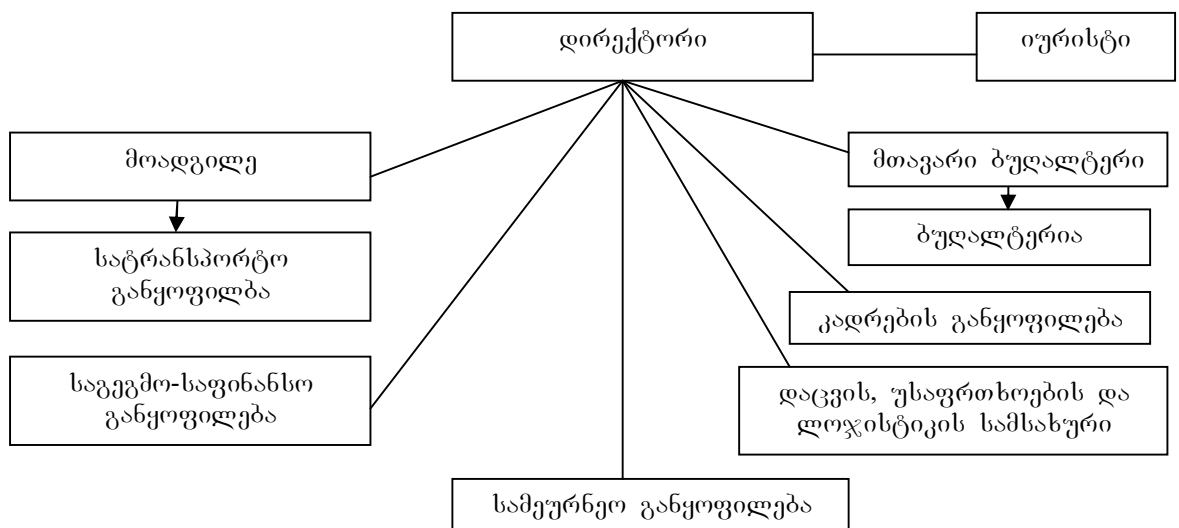 დირექტორი
იურისტი
მოადგილე
მთავარი ბუღალტერი
სატრანსპორტო
განყოფილბა
ბუღალტერია
კადრების განყოფილება
საგეგმო-საფინანსო
განყოფილება
დაცვის, უსაფრთხოების და
ლოჯისტიკის სამსახური
სამეურნეო განყოფილება